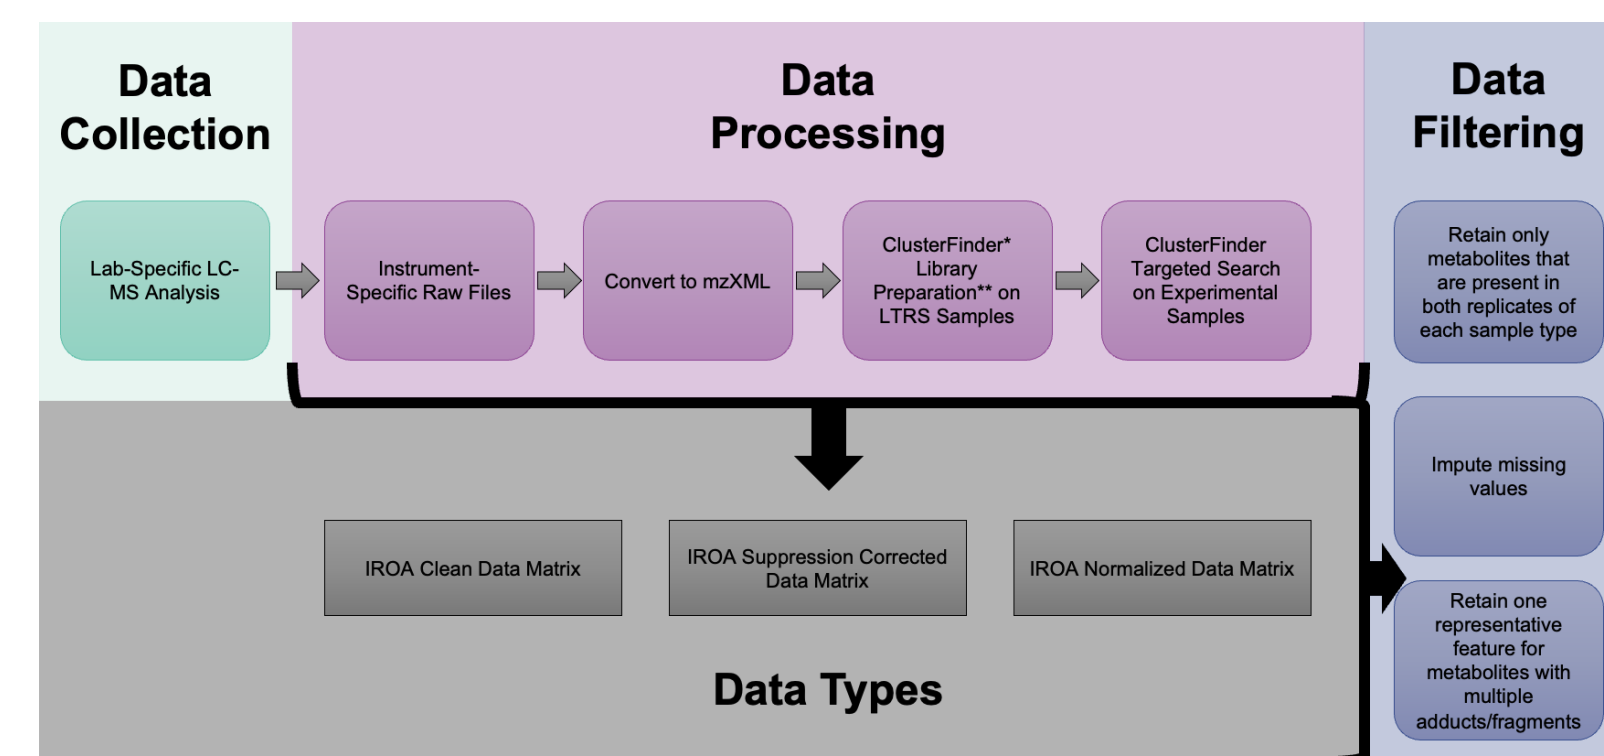 Data
Collection
Data
Processing
Data
Filtering
Lab-Specific LC-
MS Analysis
Instrument-
Specific Raw Files
Convert to mzXML
ClusterFinder*
Library
Preparation** on
LTRS Samples
ClusterFinder
Targeted Search
on Experimental
Samples
Retain only
metabolites that
are present in
both replicates of
each sample type
Impute missing
values
Retain one
representative
feature for
metabolites with
multiple
adducts/fragments
IROA Clean Data Matrix
IROA Suppression Corrected
Data Matrix
IROA Normalized Data Matrix
Data Types